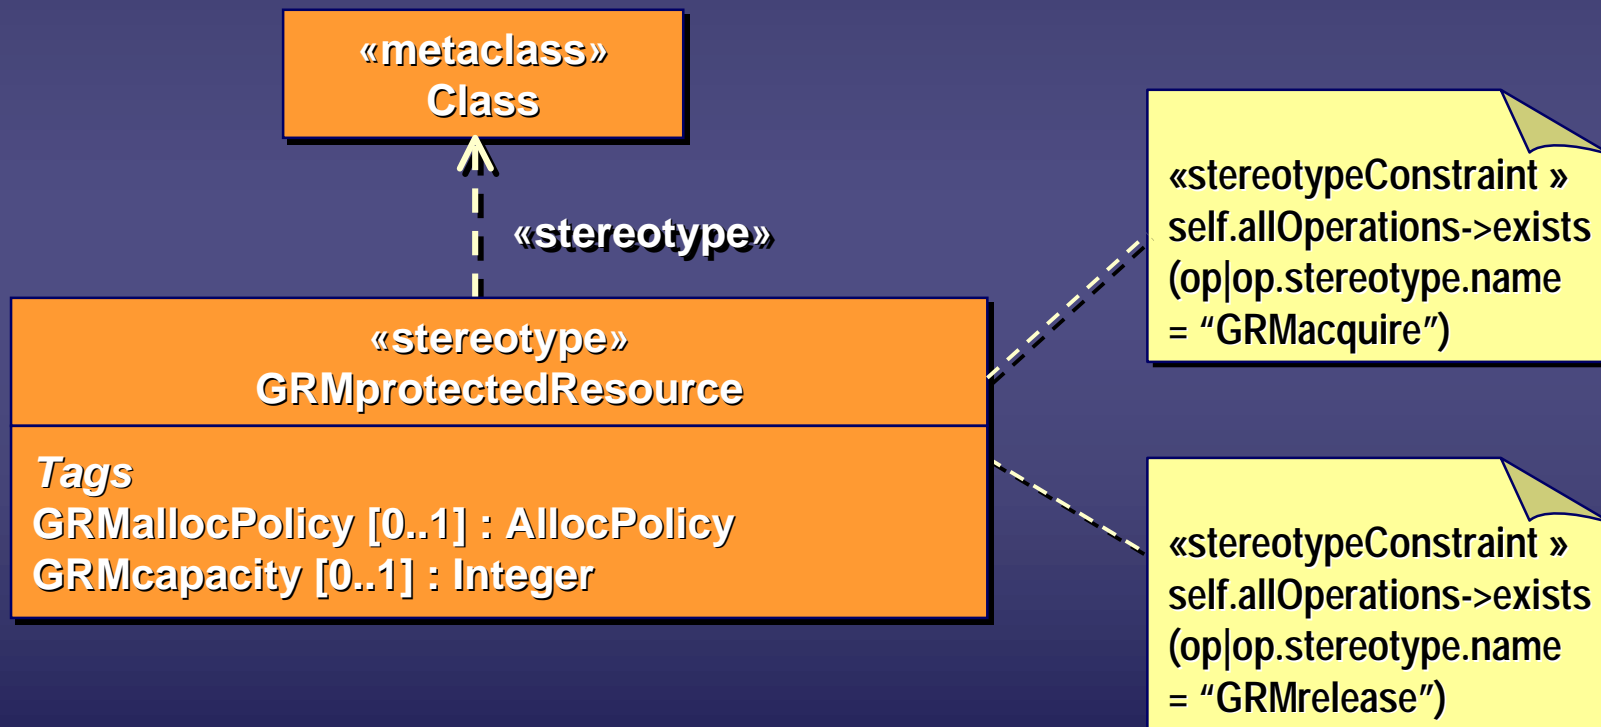 «metaclass»
Class
«stereotype»
«stereotype»
GRMprotectedResource
Tags
GRMallocPolicy [0..1] : AllocPolicy
GRMcapacity [0..1] : Integer
«stereotypeConstraint »
self.allOperations->exists
(op|op.stereotype.name
= “GRMacquire”)
«stereotypeConstraint »
self.allOperations->exists
(op|op.stereotype.name
= “GRMrelease”)